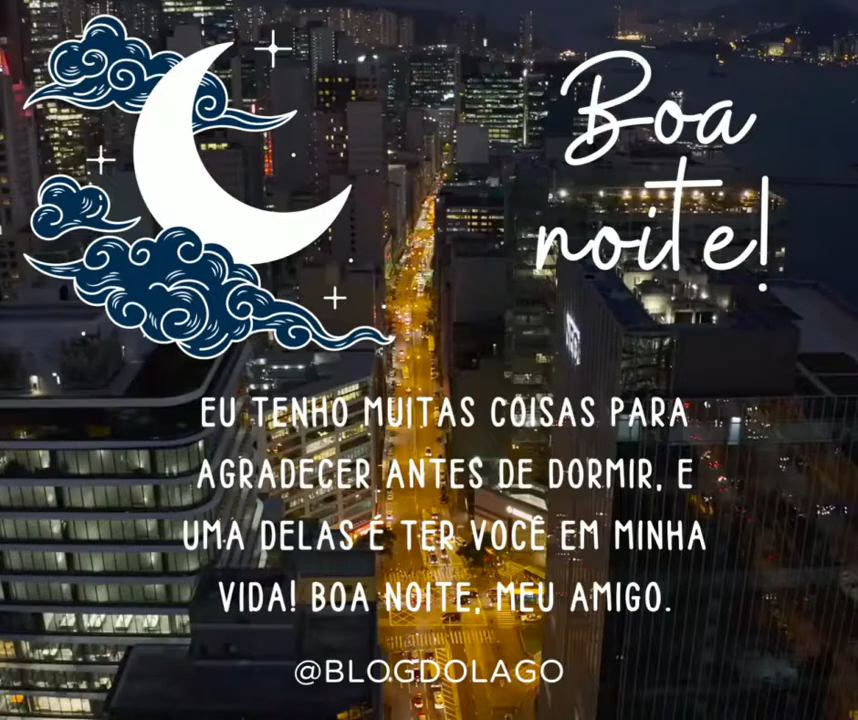 Boa
noite!
EU TENHO MUITAS COISAS PARA
AGRADECER ANTES DE DORMIR, E
UMA DELAS É TER VOCÊ EM MINHA
VIDA! BOA NOITE, MEU AMIGO.
@BLOGDOLAGO